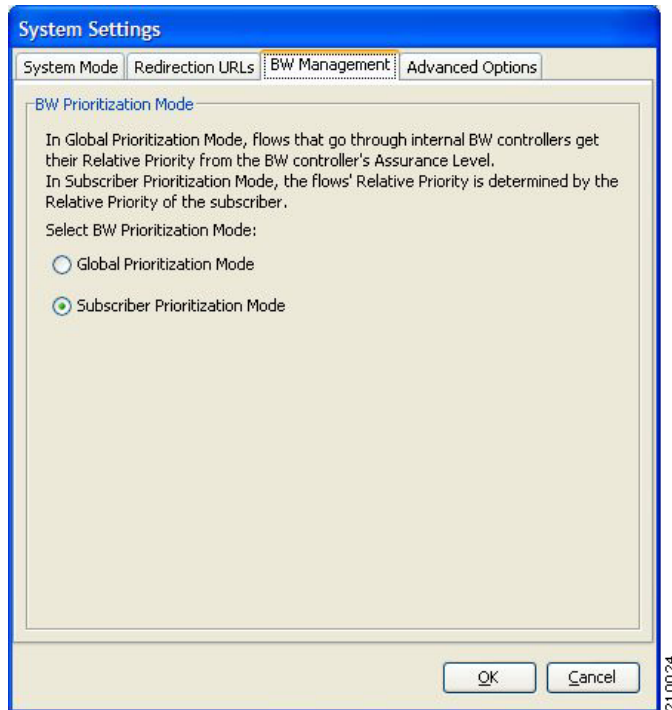 System Settings
System Mode
Redirection URLs
BW Management
Advanced Options
BW Prioritization Mode
In Global Prioritization Mode, flows that go through internal BW controllers get
their Relative Priority from the BW controller's Assurance Level.
In Subscriber Prioritization Mode, the flows' Relative Priority is determined by the
Relative Priority of the subscriber.
Select BW Prioritization Mode:
Global Prioritization Mode
Subscriber Prioritization Mode
OK
Cancel
210024